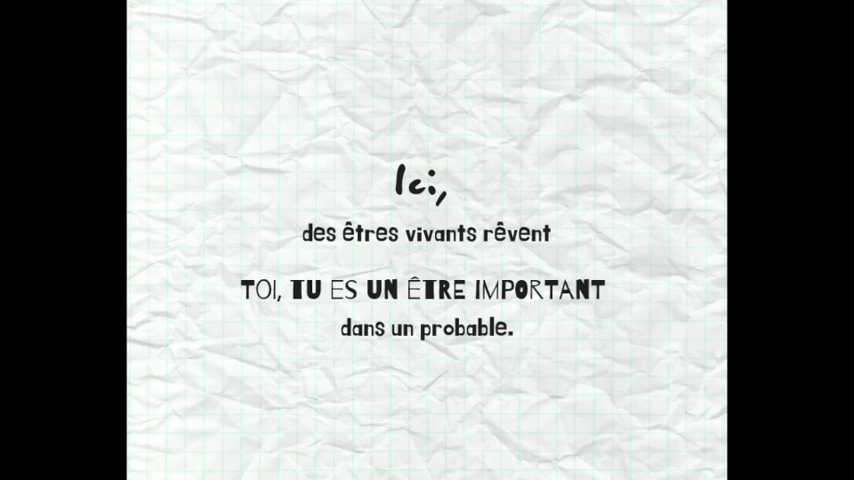 Ici,
des êtres vivants rêvent
TOI, TU ES UN ÊTRE IMPORTANT
dans un probable.